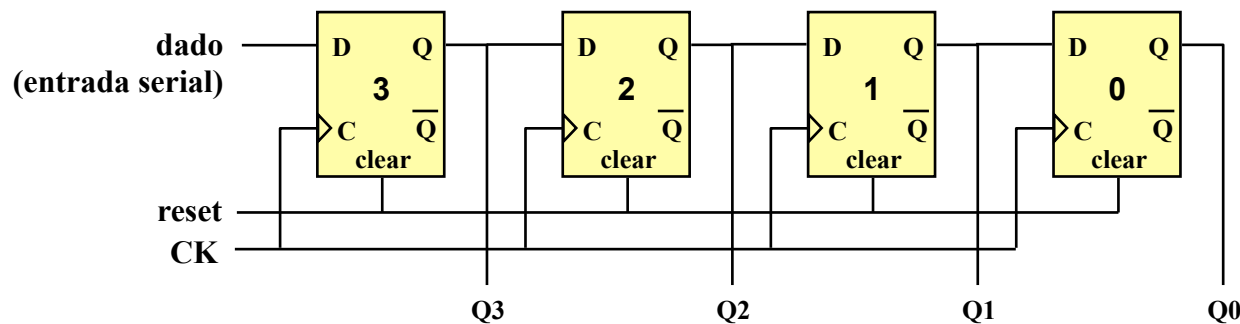 dado
(entrada serial)
D Q D Q D Q D Q
3 2 1 0
C Q C Q C Q C Q
clear clear clear clear
reset
CK
Q3 Q2 Q1 Q0